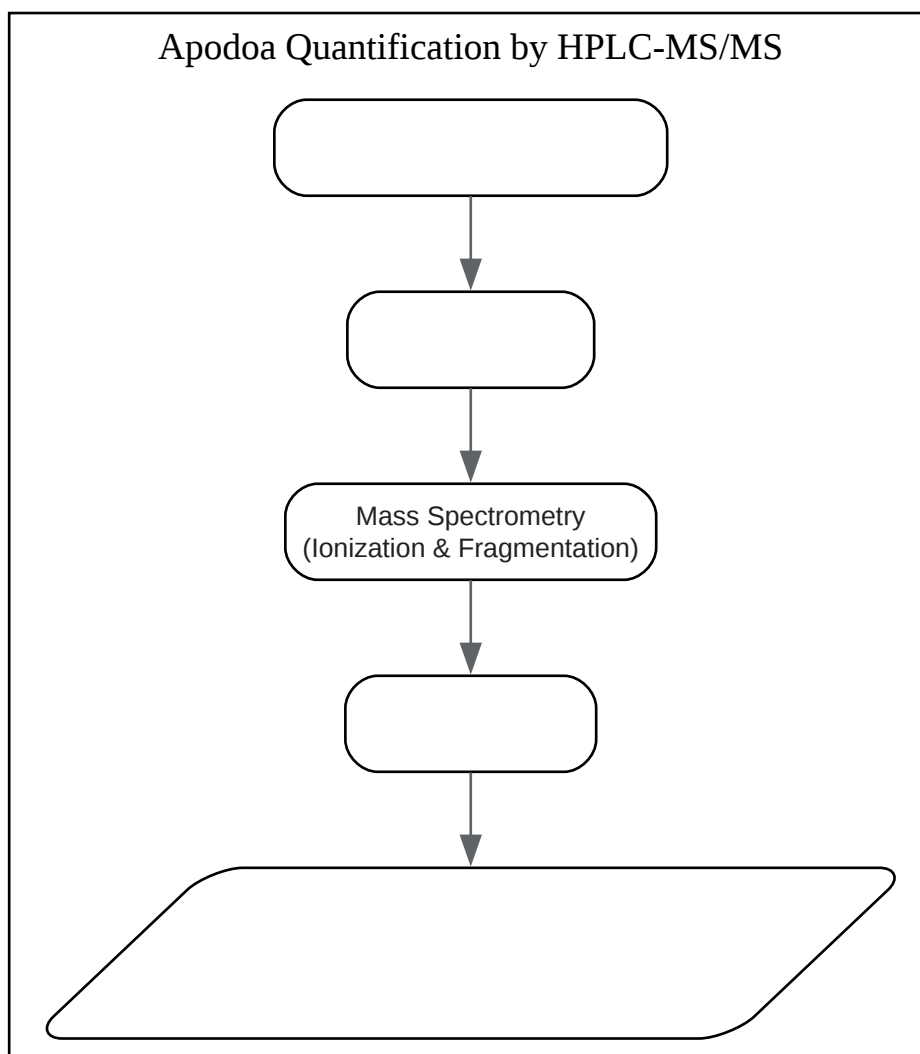 Apodoa Quantification by HPLC-MS/MS
Mass Spectrometry
(Ionization & Fragmentation)